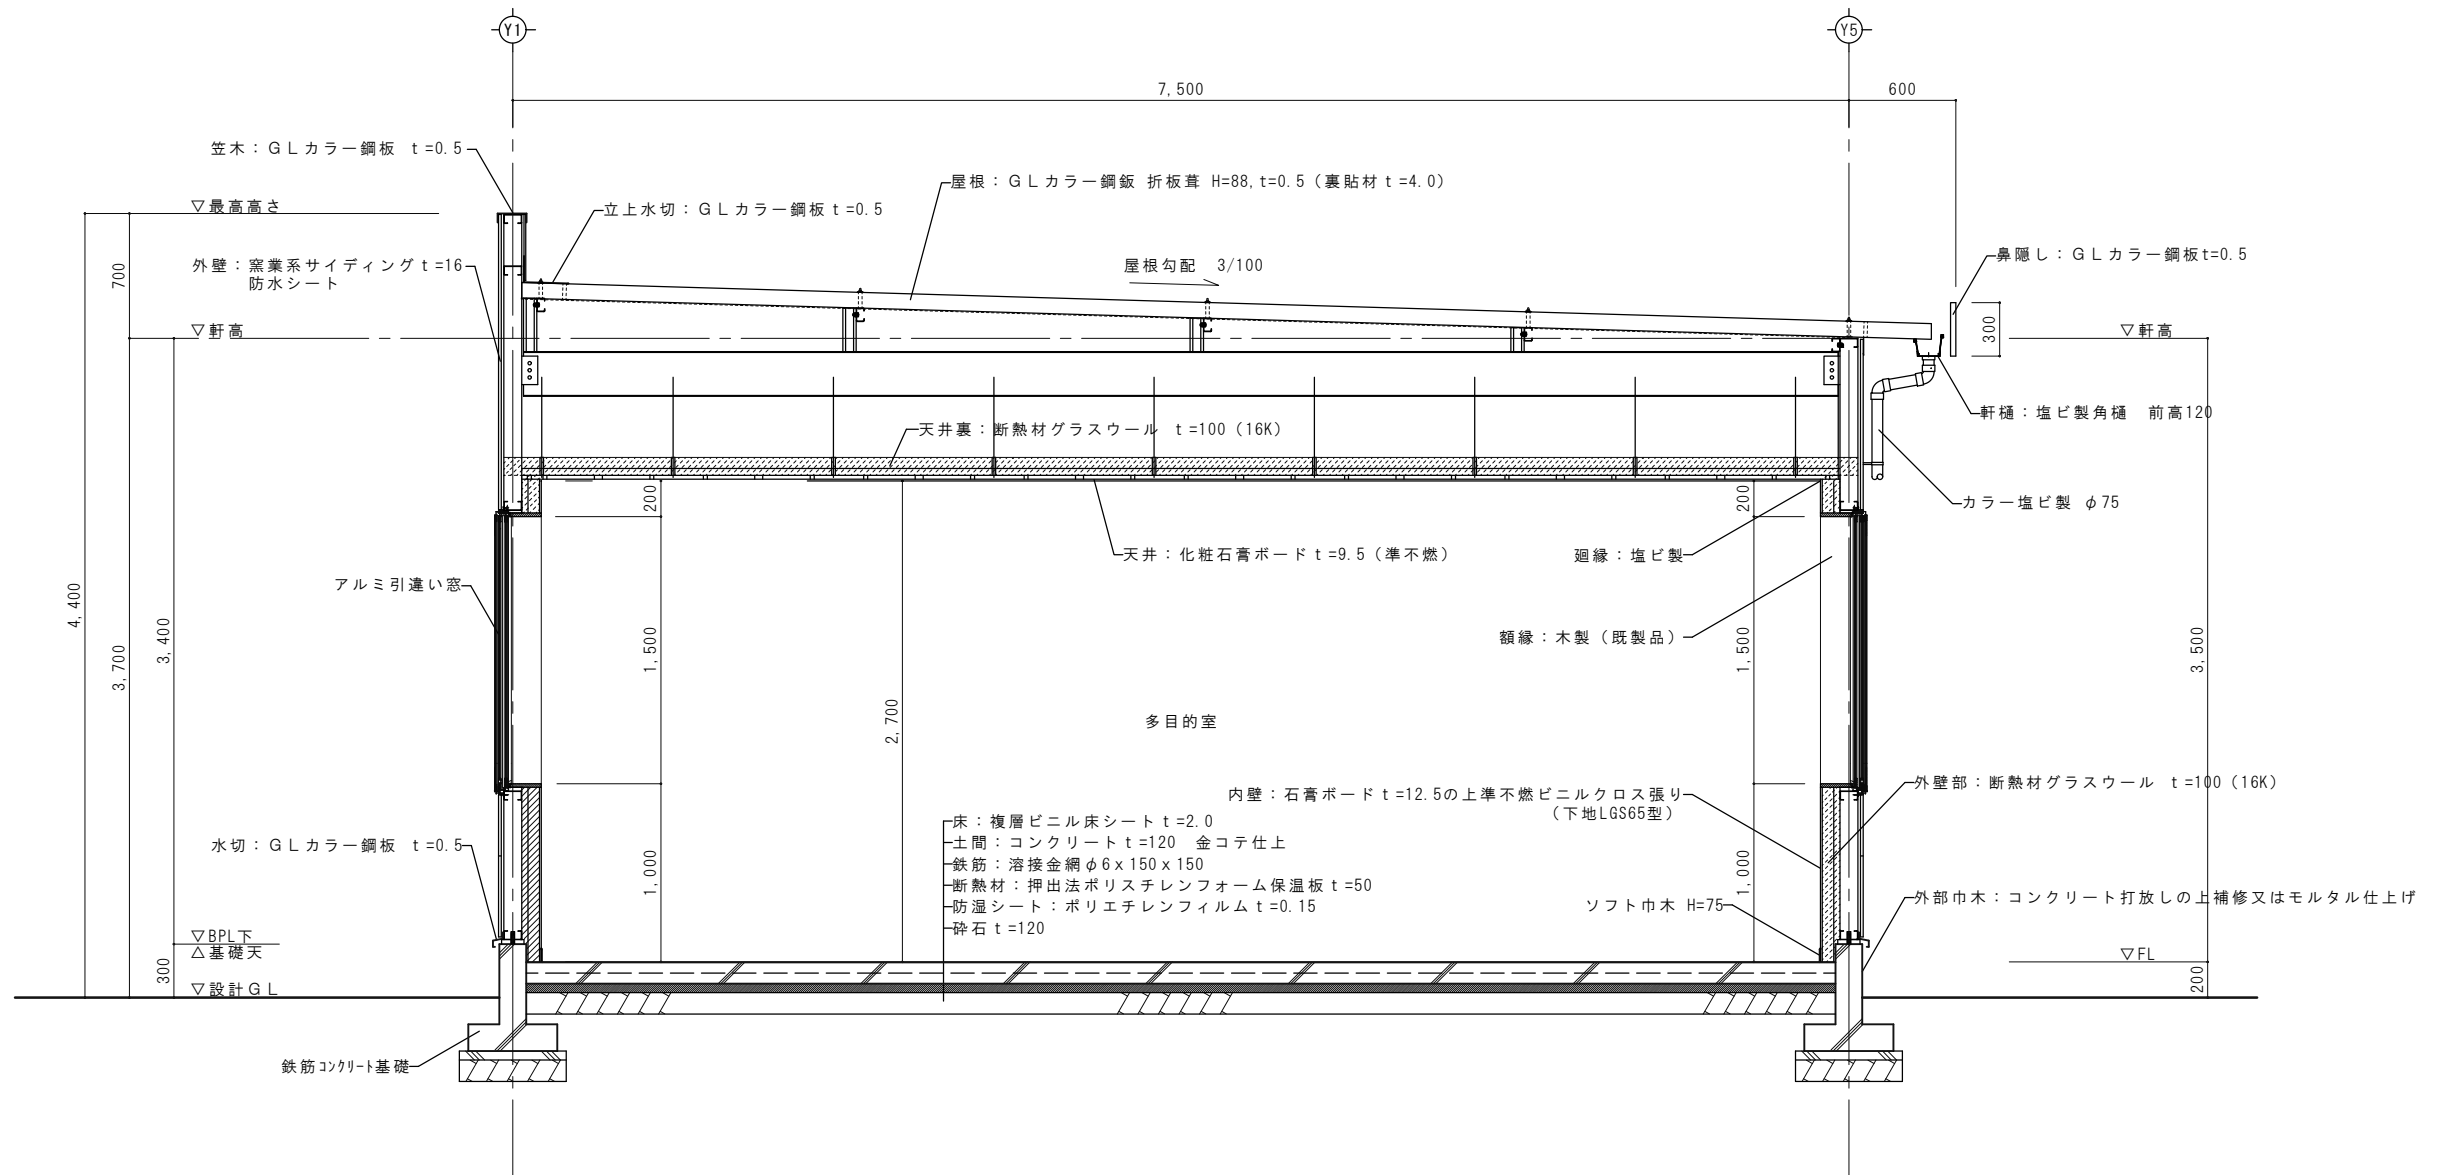 Y1
Y5
7,500
600
笠木：ＧＬカラー鋼板 t=0.5
屋根：ＧＬカラー鋼鈑 折板葺 H=88,t=0.5（裏貼材t=4.0）
▽最高高さ
立上水切：ＧＬカラー鋼板t=0.5
屋根勾配 3/100
鼻隠し：ＧＬカラー鋼板t=0.5
外壁：窯業系サイディングt=16
防水シート
700
▽軒高
300
▽軒高
軒樋：塩ビ製角樋 前高120
天井裏：断熱材グラスウール t=100（16K）
200
200
カラー塩ビ製 φ75
天井：化粧石膏ボードt=9.5（準不燃）
廻縁：塩ビ製
アルミ引違い窓
4,400
3,700
3,400
1,500
2,700
額縁：木製（既製品）
1,500
3,500
多目的室
外壁部：断熱材グラスウール t=100（16K）
内壁：石膏ボードt=12.5の上準不燃ビニルクロス張り
（下地LGS65型）
床：複層ビニル床シートt=2.0
土間：コンクリートt=120 金コテ仕上
鉄筋：溶接金網φ6x150x150
断熱材：押出法ポリスチレンフォーム保温板t=50
防湿シート：ポリエチレンフィルムt=0.15
砕石t=120
水切：ＧＬカラー鋼板 t=0.5
1,000
1,000
ソフト巾木 H=75
外部巾木：コンクリート打放しの上補修又はモルタル仕上げ
▽BPL下
△基礎天
300
▽設計ＧＬ
▽FL
200
鉄筋ｺﾝｸﾘｰﾄ基礎